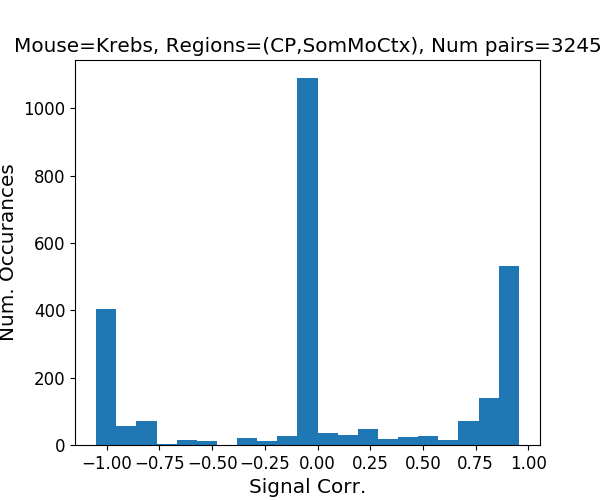 Mouse=Krebs, Regions=(CP,SomMoCtx), Num pairs=3245
1000
800
600
400
200
0
Num. Occurances
−1.00 −0.75 −0.50 −0.25 0.00 0.25 0.50 0.75 1.00
Signal Corr.